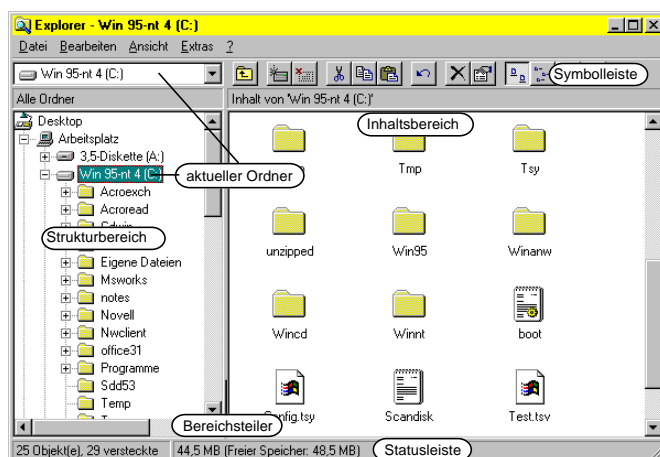 Explorer - Win 95-nt 4 (C:)
Datei Bearbeiten Ansicht Extras ?
Win 95-nt 4 (C:)
Symbolleiste
Alle Ordner
Inhalt von 'Win 95-nt 4 (C:)'
Desktop
Arbeitsplatz
3,5-Diskette (A:)
Win 95-nt 4 (C:)
aktueller Ordner
Acroexch
Acroread
Strukturbereich
Eigene Dateien
Msworks
notes
Novell
Nwclient
office31
Programme
Sdd53
Temp
Inhaltsbereich
Tmp
Tsy
unzipped
Win95
Winanw
Wincd
Winnt
boot
Config.tsy
Scandisk
Test.tsv
Bereichsteiler
25 Objekt(e), 29 versteckte
44,5 MB (Freier Speicher: 48,5 MB)
Statusleiste